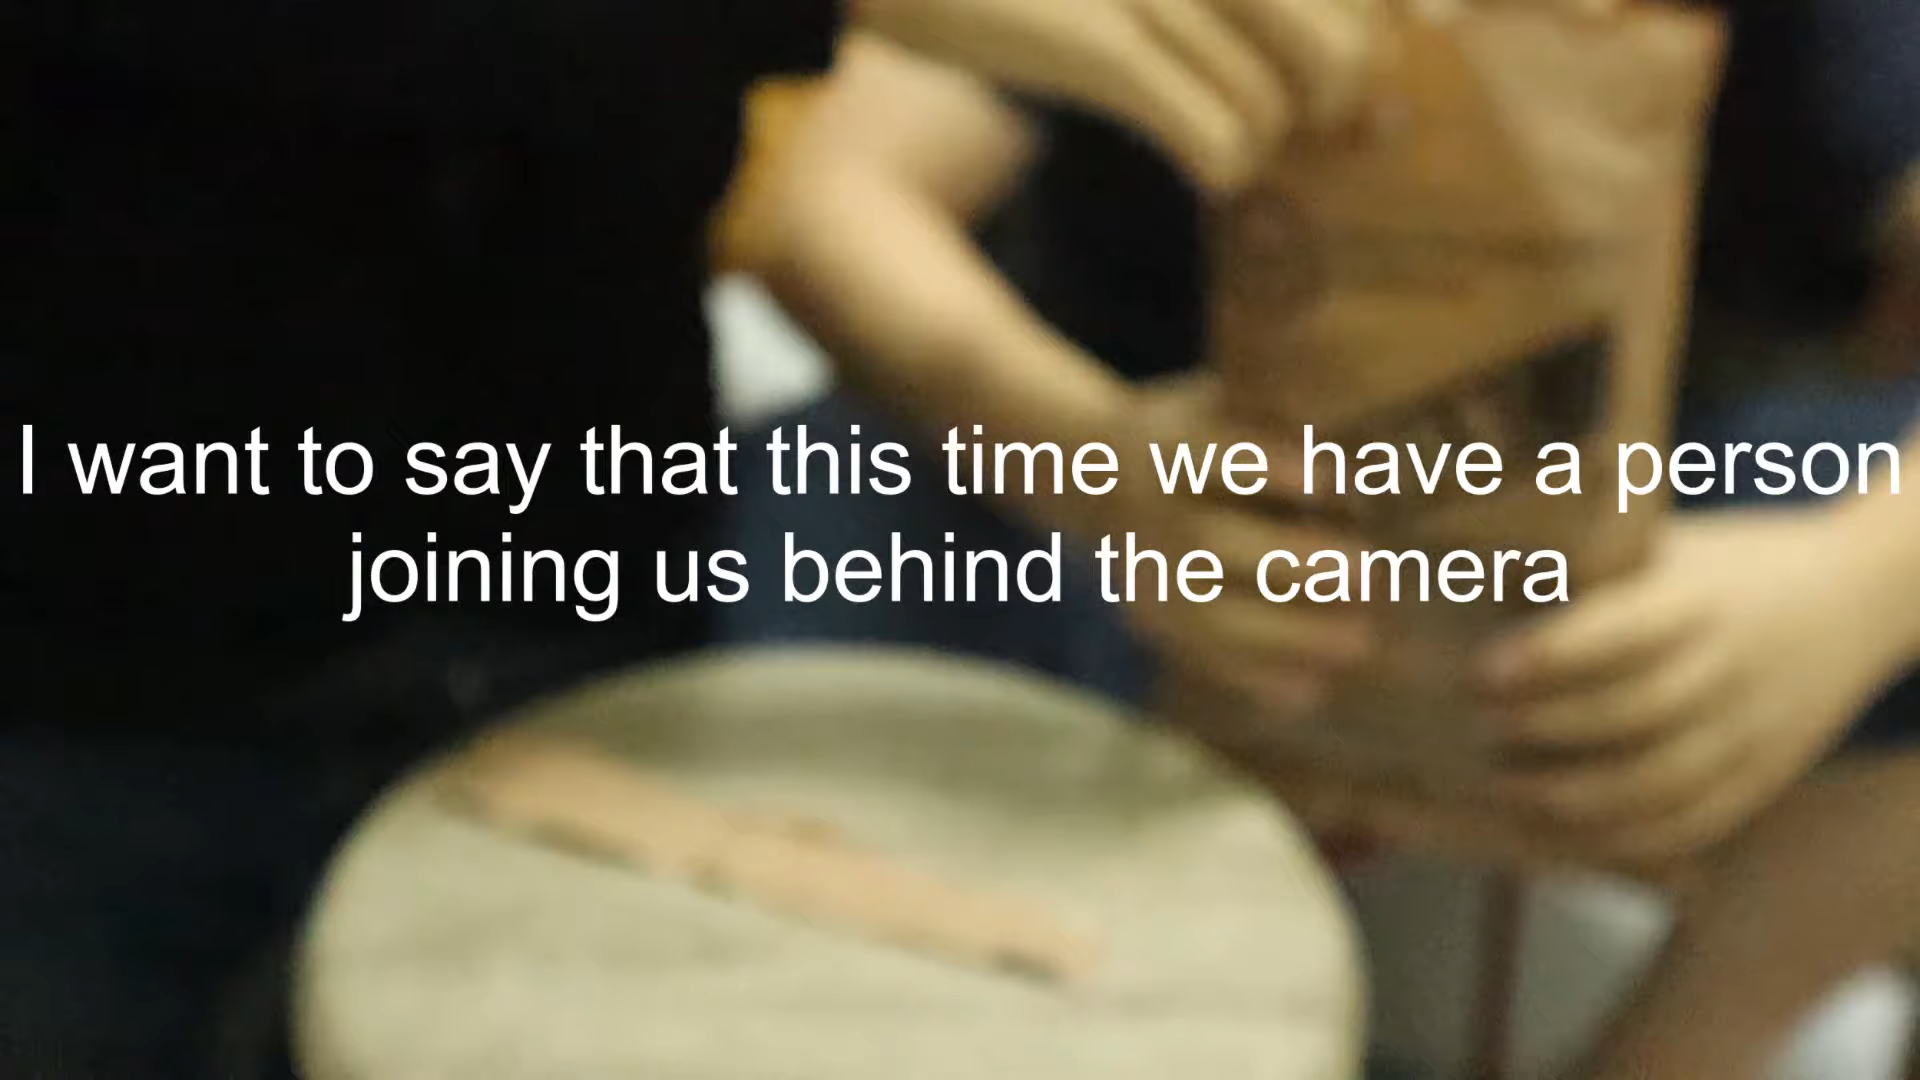 I want to say that this time we have a person
joining us behind the camera